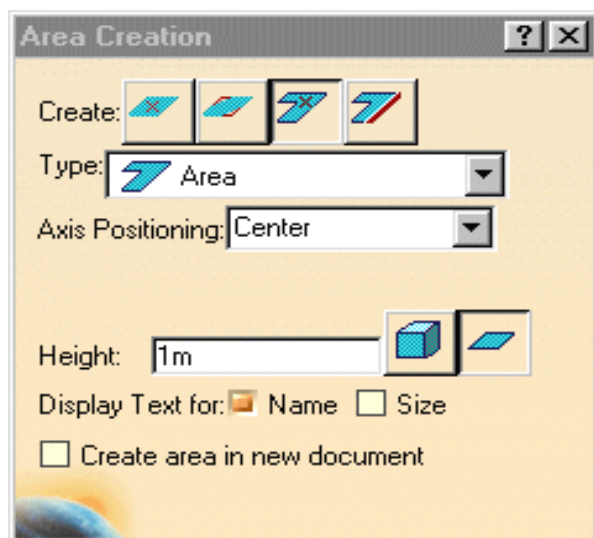 Area Creation
Create:
Type: Area
Axis Positioning: Center
Height: 1m
Display Text for: Name Size
Create area in new document